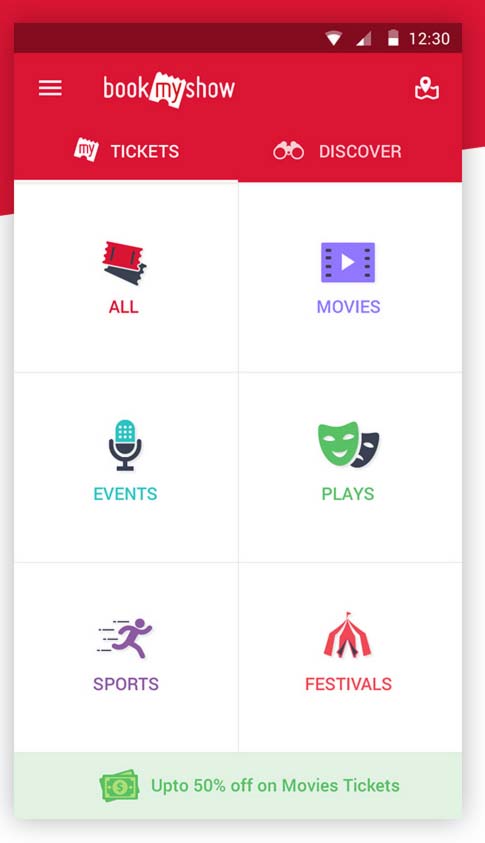 12:30
bookmyshow
my TICKETS
DISCOVER
ALL
MOVIES
EVENTS
PLAYS
SPORTS
FESTIVALS
$ Upto 50% off on Movies Tickets